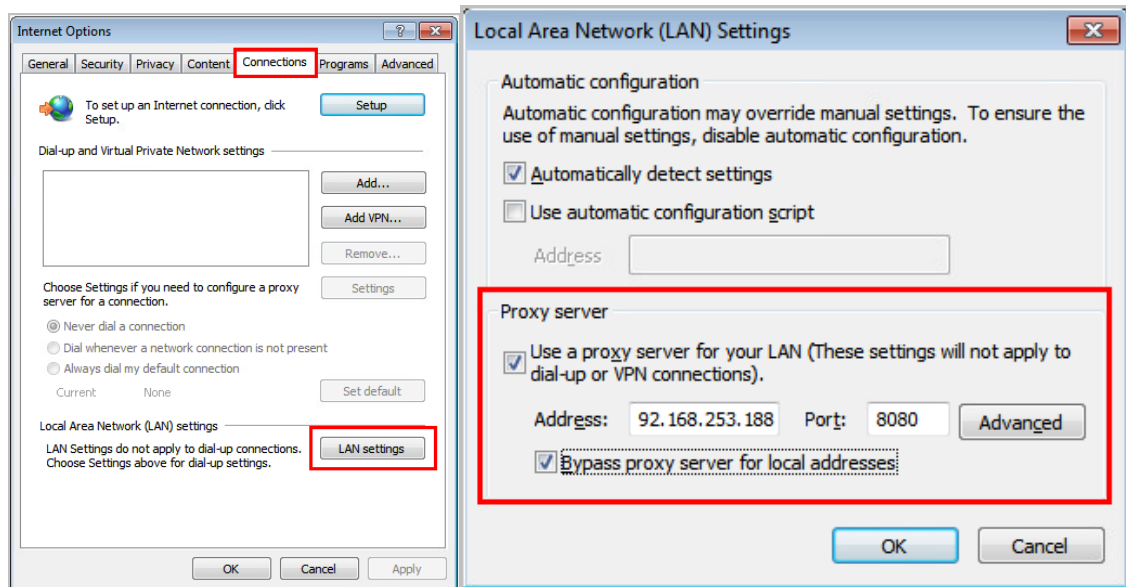 Internet Options
General Security Privacy Content Connections Programs Advanced
To set up an Internet connection, click
Setup.
Setup
Dial-up and Virtual Private Network settings
Add...
Add VPN...
Remove...
Choose Settings if you need to configure a proxy
server for a connection.
Settings
Never dial a connection
Dial whenever a network connection is not present
Always dial my default connection
Current None
Set default
Local Area Network (LAN) settings
LAN Settings do not apply to dial-up connections.
Choose Settings above for dial-up settings.
LAN settings
OK Cancel Apply
Local Area Network (LAN) Settings
Automatic configuration
Automatic configuration may override manual settings. To ensure the
use of manual settings, disable automatic configuration.
Automatically detect settings
Use automatic configuration script
Address
Proxy server
Use a proxy server for your LAN (These settings will not apply to
dial-up or VPN connections).
Address: 92.168.253.188 Port: 8080 Advanced
Bypass proxy server for local addresses
OK Cancel